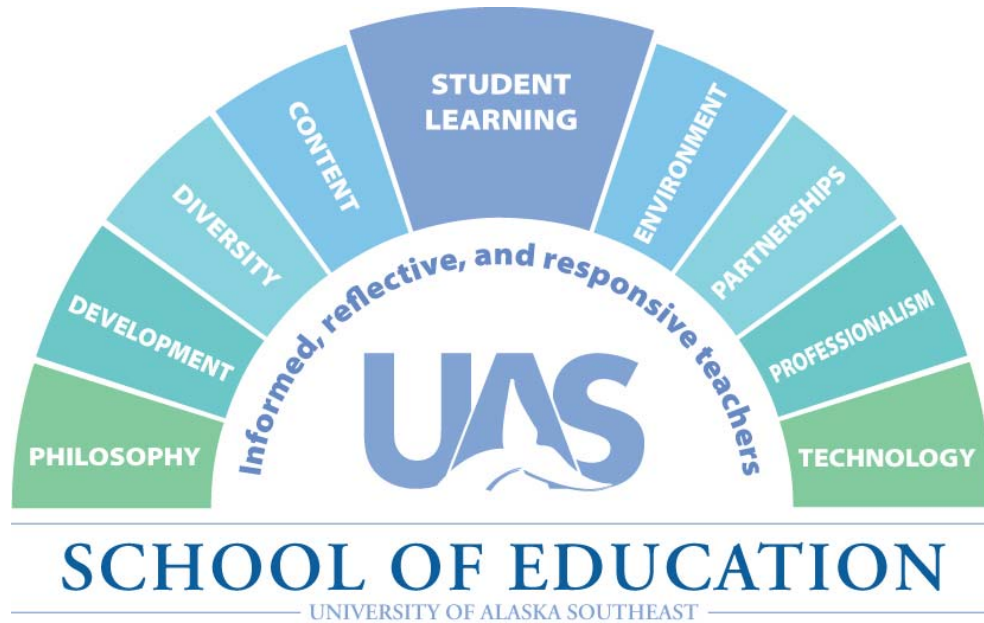 PHILOSOPHY
DEVELOPMENT
DIVERSITY
CONTENT
STUDENT
LEARNING
ENVIRONMENT
PARTNERSHIPS
PROFESSIONALISM
TECHNOLOGY
Informed, reflective, and responsive teachers
UAS
SCHOOL OF EDUCATION
UNIVERSITY OF ALASKA SOUTHEAST